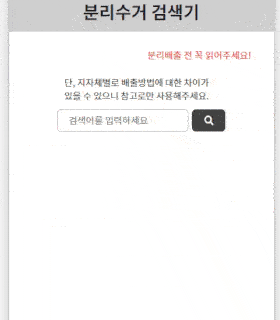 분리수거 검색기
분리배출 전 꼭 읽어주세요!
단, 지자체별로 배출방법에 대한 차이가
있을 수 있으니 참고로만 사용해주세요.
검색어를 입력하세요